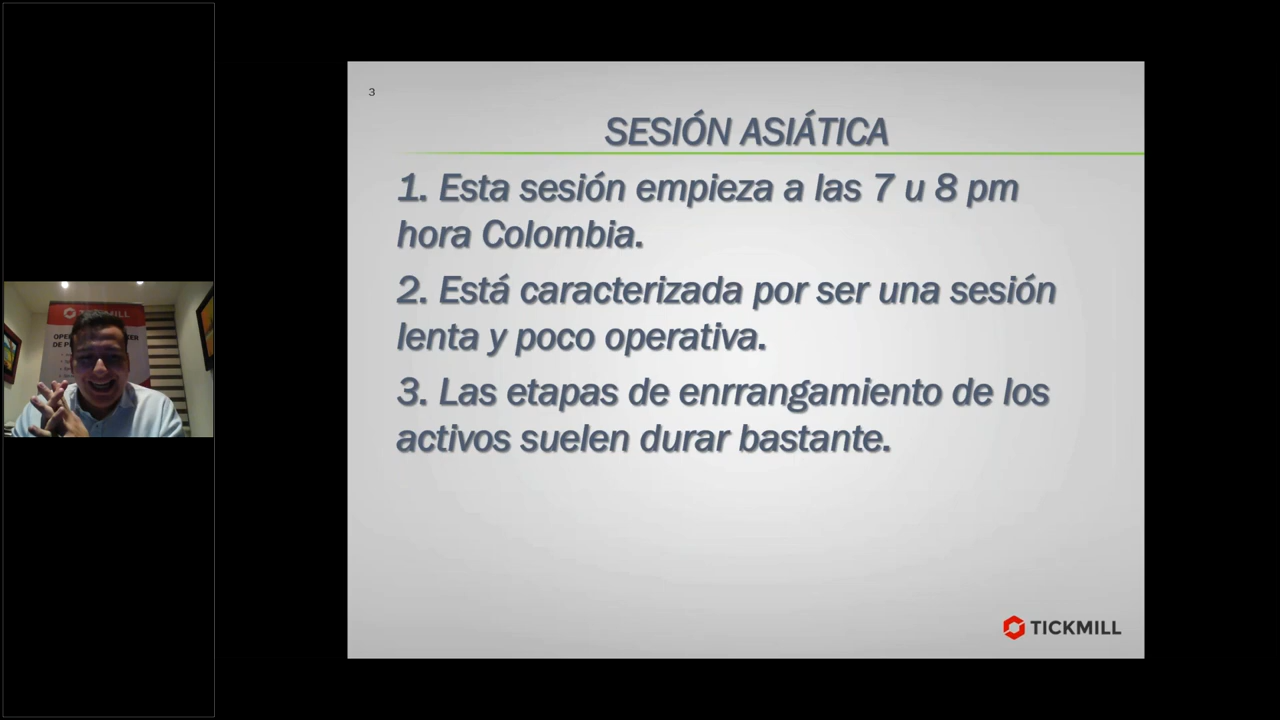 3
SESIÓN ASIÁTICA
1. Esta sesión empieza a las 7 u 8 pm
hora Colombia.
2. Está caracterizada por ser una sesión
lenta y poco operativa.
3. Las etapas de enrrangamiento de los
activos suelen durar bastante.
TICKMILL
TICKMILL